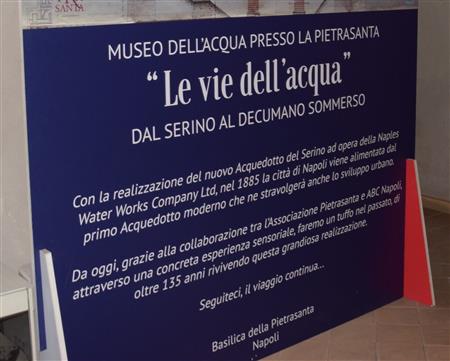 SANTA
MUSEO DELL'ACQUA PRESSO LA PIETRASANTA
“Le vie dell'acqua”
DAL SERINO AL DECUMANO SOMMERSO
Con la realizzazione del nuovo Acquedotto del Serino ad opera della Naples
Water Works Company Ltd, nel 1885 la città di Napoli viene alimentata dal
primo Acquedotto moderno che ne stravolgerà anche lo sviluppo urbano.
Da oggi, grazie alla collaborazione tra l'Associazione Pietrasanta e ABC Napoli,
attraverso una concreta esperienza sensoriale, faremo un tuffo nel passato, di
oltre 135 anni rivivendo questa grandiosa realizzazione.
Seguiteci, il viaggio continua...
Basilica della Pietrasanta
Napoli